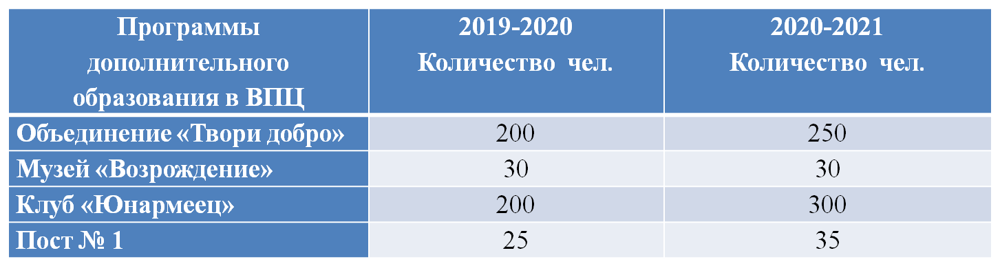 Программы
дополнительного
образования в ВПЦ
2019-2020
Количество чел.
2020-2021
Количество чел.
Объединение «Твори добро»
200
250
Музей «Возрождение»
30
30
Клуб «Юнармеец»
200
300
Пост № 1
25
35